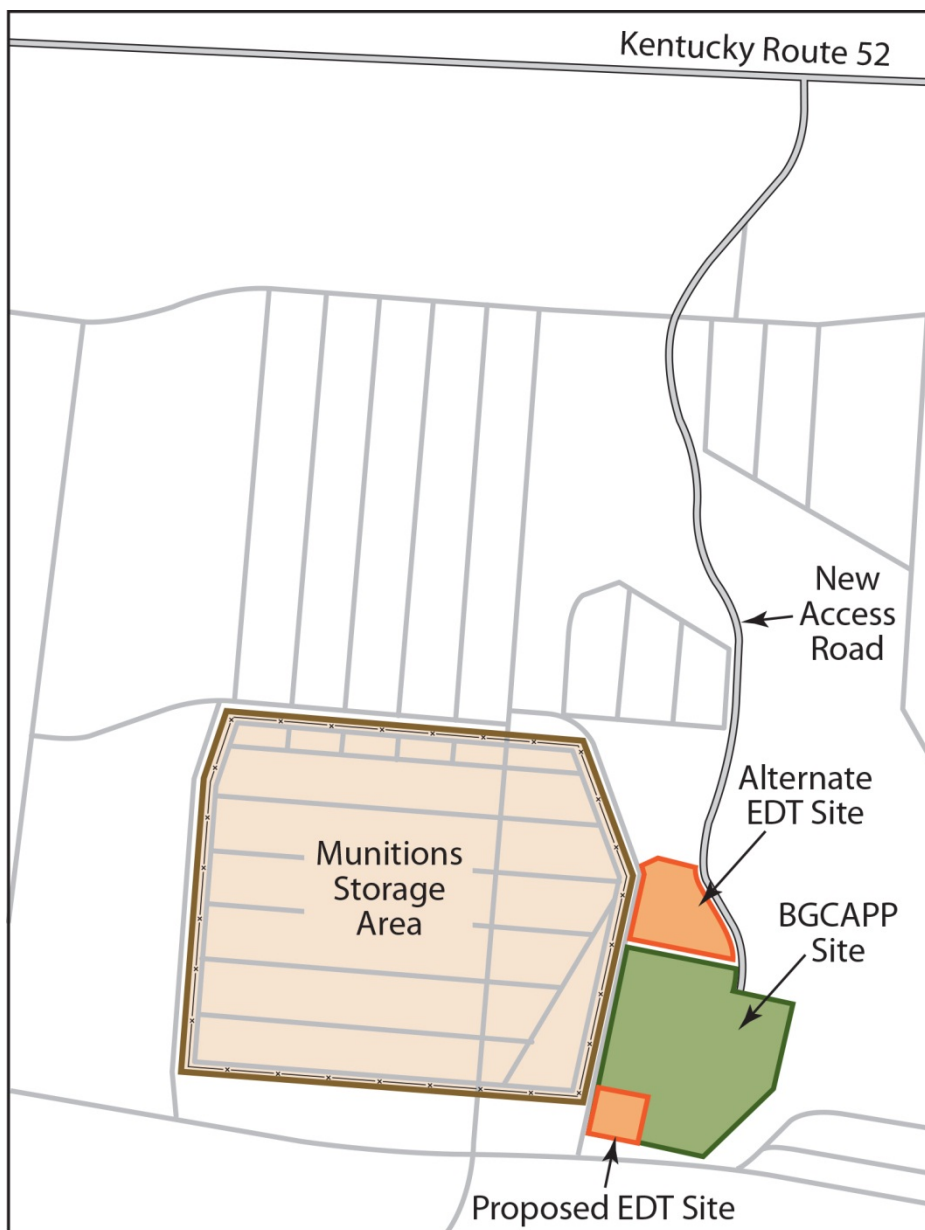 Kentucky Route 52
New
Access
Road
Alternate
EDT Site
Munitions
Storage
Area
BGCAPP
Site
Proposed EDT Site